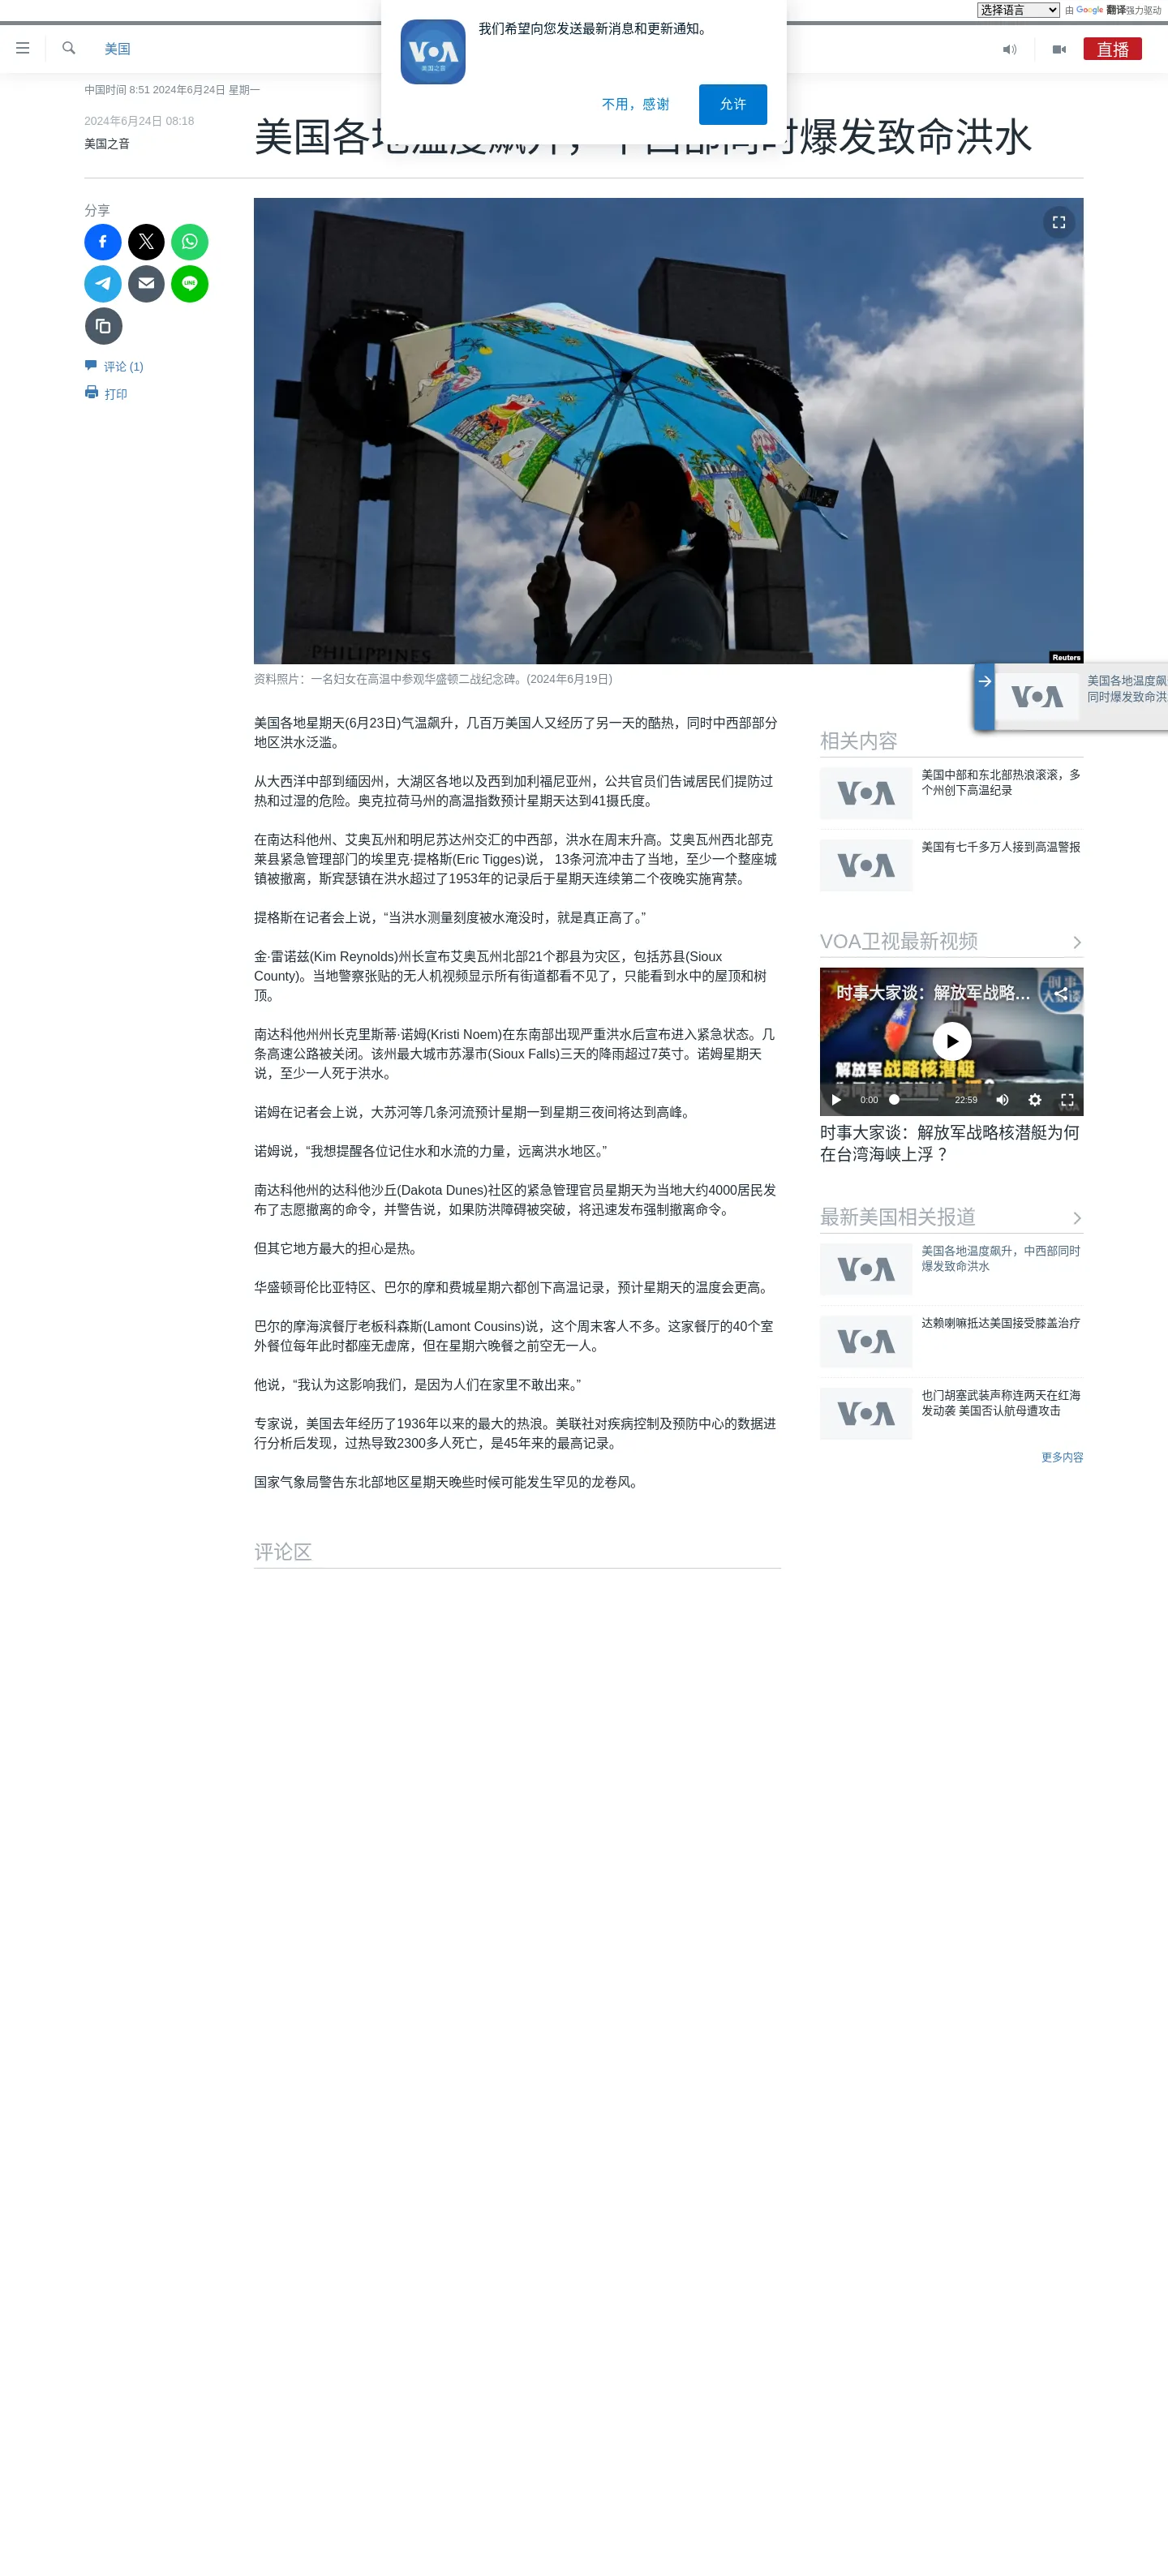 选择语言
由 Google 翻译强力驱动
我们希望向您发送最新消息和更新通知。
VOA
美国之音
不用，感谢
允许
美国
直播
中国时间 8:51 2024年6月24日 星期一
2024年6月24日 08:18
美国之音
美国各地温度飙升，中西部同时爆发致命洪水
分享
评论 (1)
打印
PHILIPPINES
Reuters
资料照片：一名妇女在高温中参观华盛顿二战纪念碑。(2024年6月19日)
VOA
美国各地温度飙
同时爆发致命洪
美国各地星期天(6月23日)气温飙升，几百万美国人又经历了另一天的酷热，同时中西部部分
地区洪水泛滥。
从大西洋中部到缅因州，大湖区各地以及西到加利福尼亚州，公共官员们告诫居民们提防过
热和过湿的危险。奥克拉荷马州的高温指数预计星期天达到41摄氏度。
在南达科他州、艾奥瓦州和明尼苏达州交汇的中西部，洪水在周末升高。艾奥瓦州西北部克
莱县紧急管理部门的埃里克·提格斯(Eric Tigges)说， 13条河流冲击了当地，至少一个整座城
镇被撤离，斯宾瑟镇在洪水超过了1953年的记录后于星期天连续第二个夜晚实施宵禁。
提格斯在记者会上说，“当洪水测量刻度被水淹没时，就是真正高了。”
金·雷诺兹(Kim Reynolds)州长宣布艾奥瓦州北部21个郡县为灾区，包括苏县(Sioux
County)。当地警察张贴的无人机视频显示所有街道都看不见了，只能看到水中的屋顶和树
顶。
南达科他州州长克里斯蒂·诺姆(Kristi Noem)在东南部出现严重洪水后宣布进入紧急状态。几
条高速公路被关闭。该州最大城市苏瀑市(Sioux Falls)三天的降雨超过7英寸。诺姆星期天
说，至少一人死于洪水。
诺姆在记者会上说，大苏河等几条河流预计星期一到星期三夜间将达到高峰。
诺姆说，“我想提醒各位记住水和水流的力量，远离洪水地区。”
南达科他州的达科他沙丘(Dakota Dunes)社区的紧急管理官员星期天为当地大约4000居民发
布了志愿撤离的命令，并警告说，如果防洪障碍被突破，将迅速发布强制撤离命令。
但其它地方最大的担心是热。
华盛顿哥伦比亚特区、巴尔的摩和费城星期六都创下高温记录，预计星期天的温度会更高。
巴尔的摩海滨餐厅老板科森斯(Lamont Cousins)说，这个周末客人不多。这家餐厅的40个室
外餐位每年此时都座无虚席，但在星期六晚餐之前空无一人。
他说，“我认为这影响我们，是因为人们在家里不敢出来。”
专家说，美国去年经历了1936年以来的最大的热浪。美联社对疾病控制及预防中心的数据进
行分析后发现，过热导致2300多人死亡，是45年来的最高记录。
国家气象局警告东北部地区星期天晚些时候可能发生罕见的龙卷风。
评论区
相关内容
VOA
美国中部和东北部热浪滚滚，多
个州创下高温纪录
VOA
美国有七千多万人接到高温警报
VOA卫视最新视频
时事大家谈：解放军战略...
时事
大家谈
解放军战略核潜艇
为何在台湾海峡上浮？
0:00
22:59
时事大家谈：解放军战略核潜艇为何
在台湾海峡上浮 ？
最新美国相关报道
VOA
美国各地温度飙升，中西部同时
爆发致命洪水
VOA
达赖喇嘛抵达美国接受膝盖治疗
VOA
也门胡塞武装声称连两天在红海
发动袭 美国否认航母遭攻击
更多内容